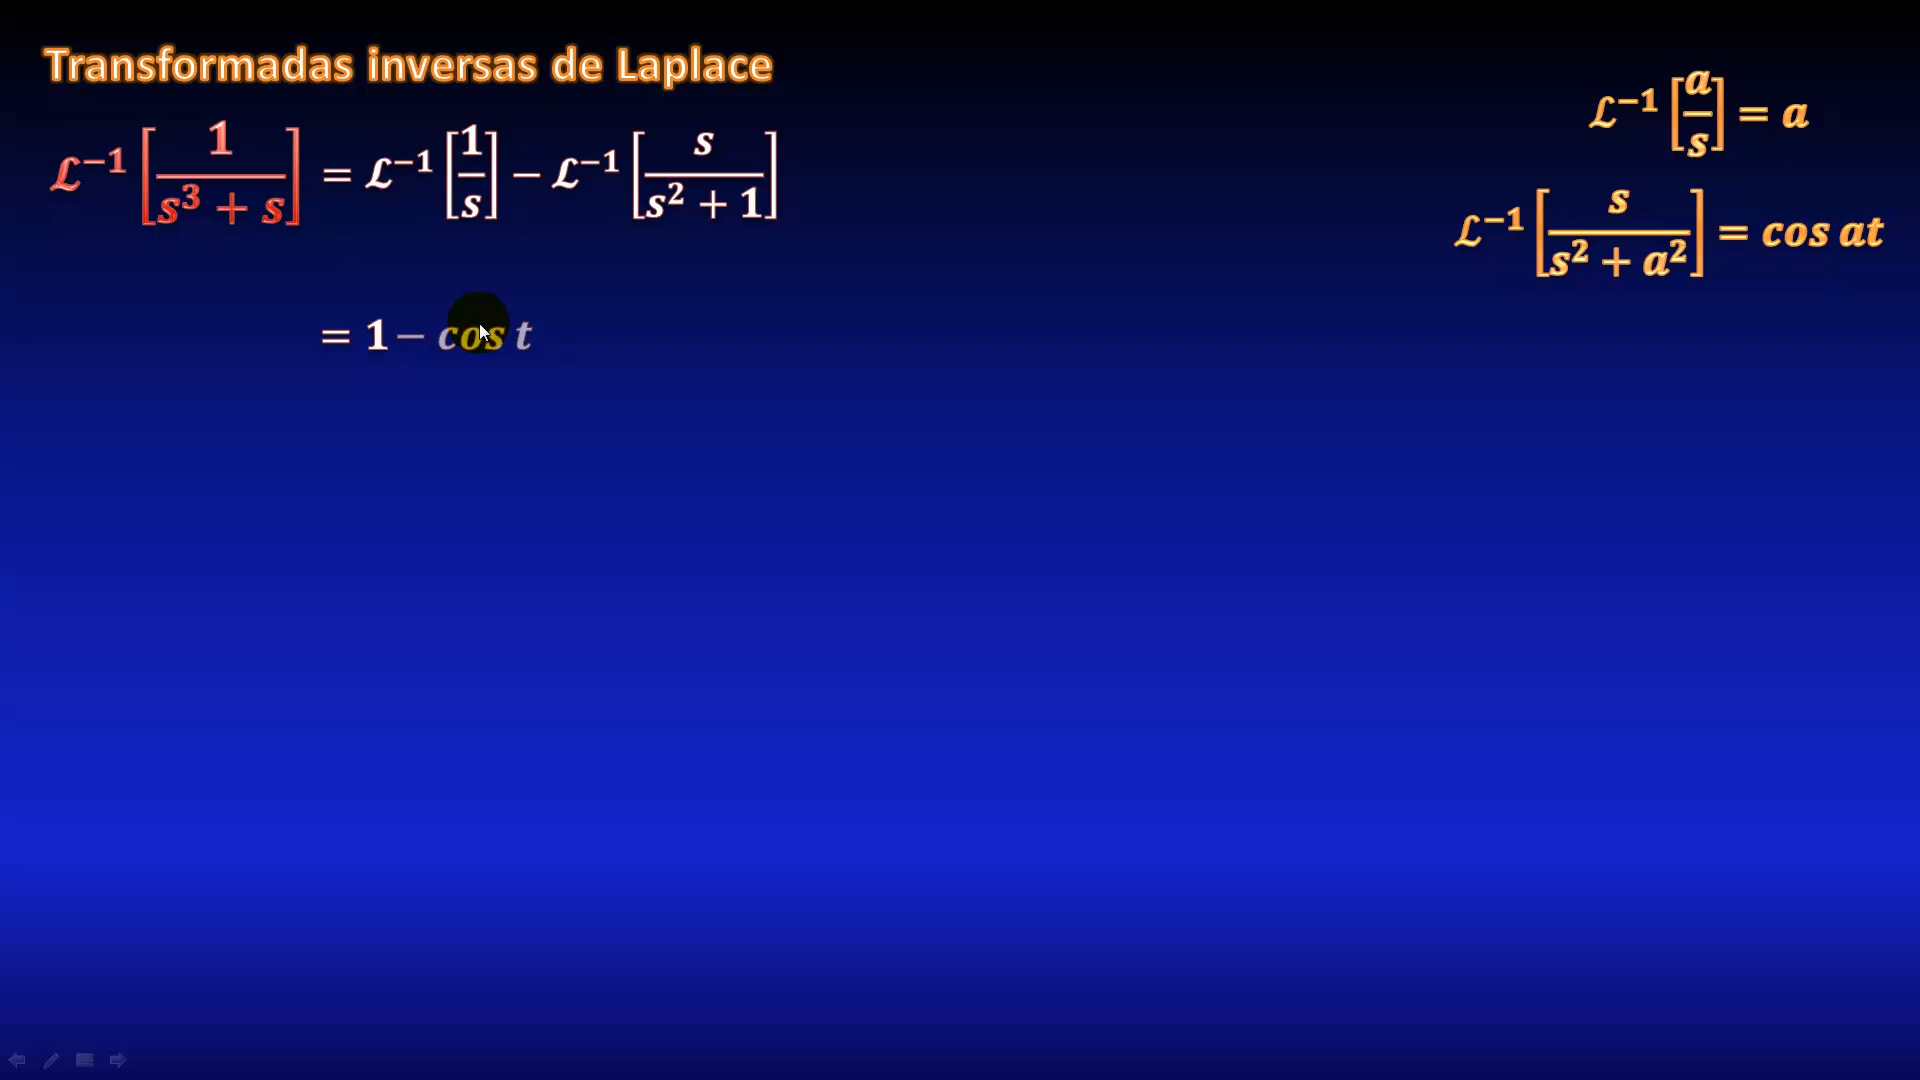 Transformadas inversas de Laplace
ℒ⁻¹ [1/(s³ + s)] = ℒ⁻¹ [1/s] − ℒ⁻¹ [s/(s² + 1)]
= 1 − cos t
ℒ⁻¹ [a/s] = a
ℒ⁻¹ [s/(s² + a²)] = cos at